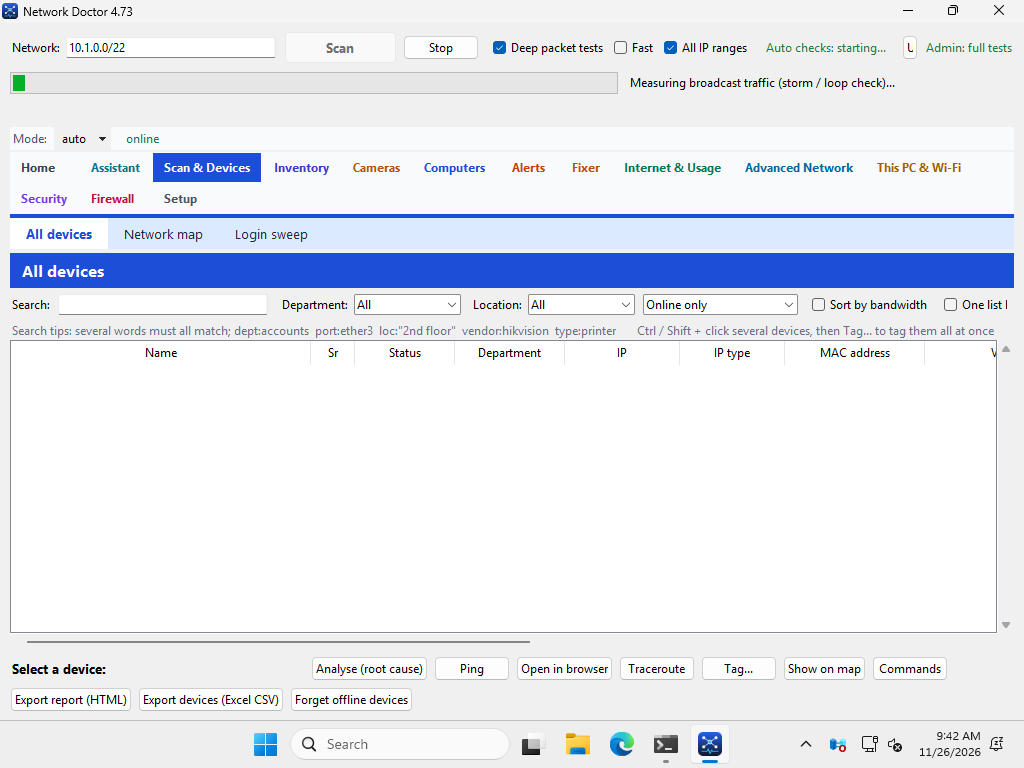 Network Doctor 4.73
Network: 10.1.0.0/22 Scan Stop Deep packet tests Fast All IP ranges Auto checks: starting... Admin: full tests
Measuring broadcast traffic (storm / loop check)...
Mode: auto online
Home Assistant Scan & Devices Inventory Cameras Computers Alerts Fixer Internet & Usage Advanced Network This PC & Wi-Fi
Security Firewall Setup
All devices Network map Login sweep
All devices
Search: Department: All Location: All Online only Sort by bandwidth One list
Search tips: several words must all match; dept:accounts port:ether3 loc:"2nd floor" vendor:hikvision type:printer Ctrl / Shift + click several devices, then Tag... to tag them all at once
Name Sr Status Department IP IP type MAC address
Select a device: Analyse (root cause) Ping Open in browser Traceroute Tag... Show on map Commands
Export report (HTML) Export devices (Excel CSV) Forget offline devices
Search
9:42 AM
11/26/2026